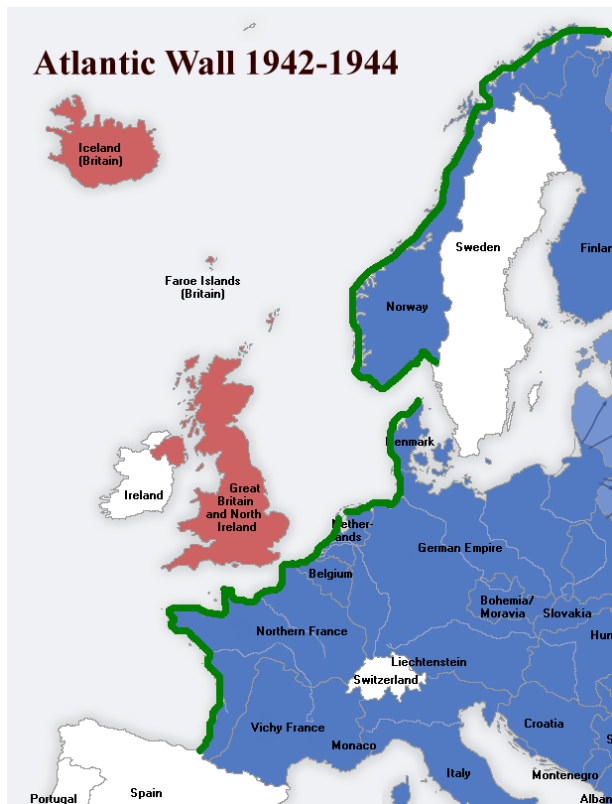 Atlantic Wall 1942-1944
Iceland
(Britain)
Faroe Islands
(Britain)
Sweden
Norway
Denmark
Ireland
Great
Britain
and North
Ireland
Nether-
lands
German Empire
Belgium
Bohemia/
Moravia
Slovakia
Northern France
Liechtenstein
Switzerland
Vichy France
Croatia
Monaco
Italy
Montenegro
Spain
Portugal